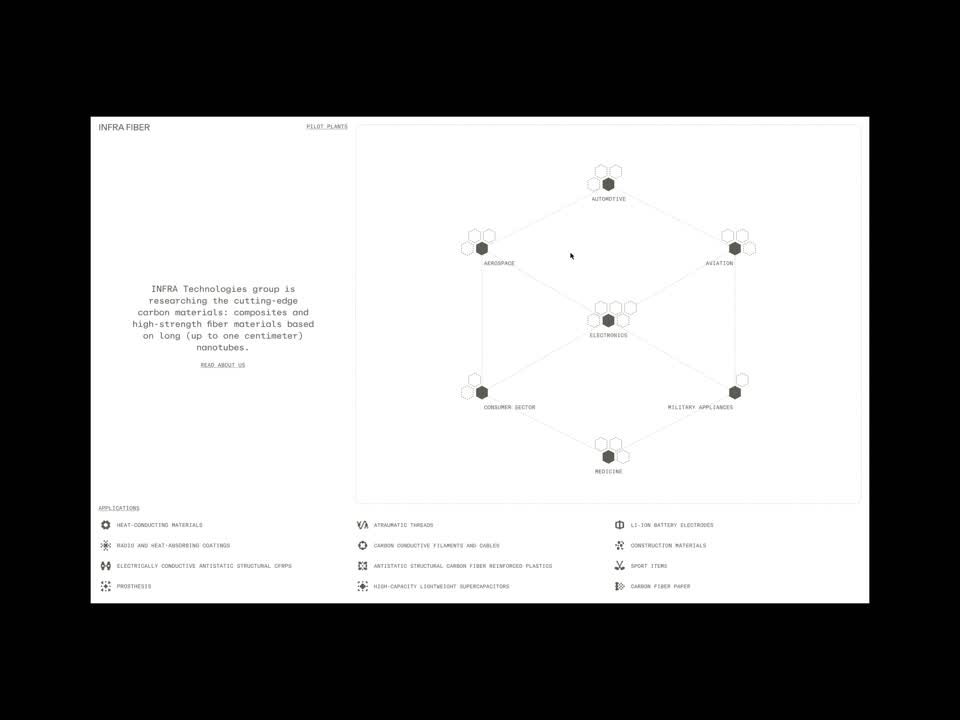 INFRA FIBER
PILOT PLANTS
INFRA Technologies group is
researching the cutting-edge
carbon materials: composites and
high-strength fiber materials based
on long (up to one centimeter)
nanotubes.
READ ABOUT US
AUTOMOTIVE
AEROSPACE
AVIATION
ELECTRONICS
CONSUMER SECTOR
MILITARY APPLIANCES
MEDICINE
APPLICATIONS
HEAT-CONDUCTING MATERIALS
RADIO AND HEAT-ABSORBING COATINGS
ELECTRICALLY CONDUCTIVE ANTISTATIC STRUCTURAL CFRPS
PROSTHESIS
ATRAUMATIC THREADS
CARBON CONDUCTIVE FILAMENTS AND CABLES
ANTISTATIC STRUCTURAL CARBON FIBER REINFORCED PLASTICS
HIGH-CAPACITY LIGHTWEIGHT SUPERCAPACITORS
LI-ION BATTERY ELECTRODES
CONSTRUCTION MATERIALS
SPORT ITEMS
CARBON FIBER PAPER